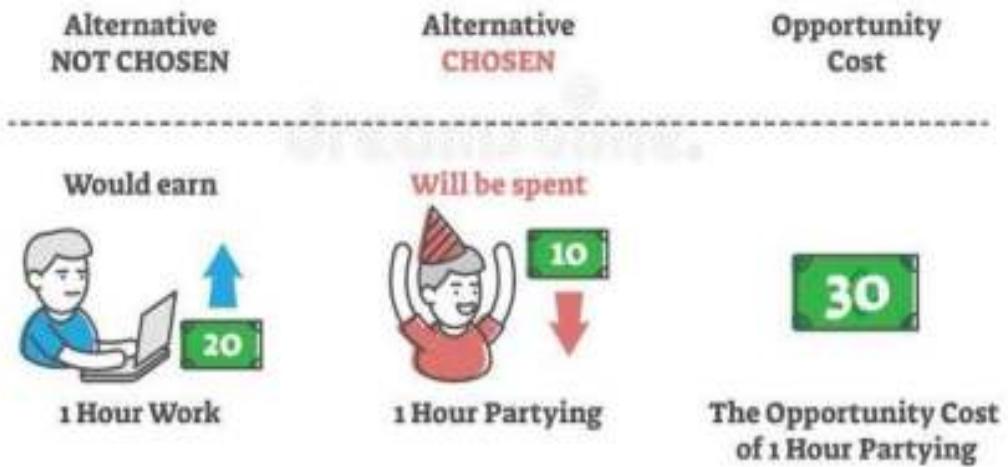 Alternative
NOT CHOSEN
Alternative
CHOSEN
Opportunity
Cost
dreamstime.
Would earn
20
1 Hour Work
Will be spent
10
1 Hour Partying
30
The Opportunity Cost
of 1 Hour Partying